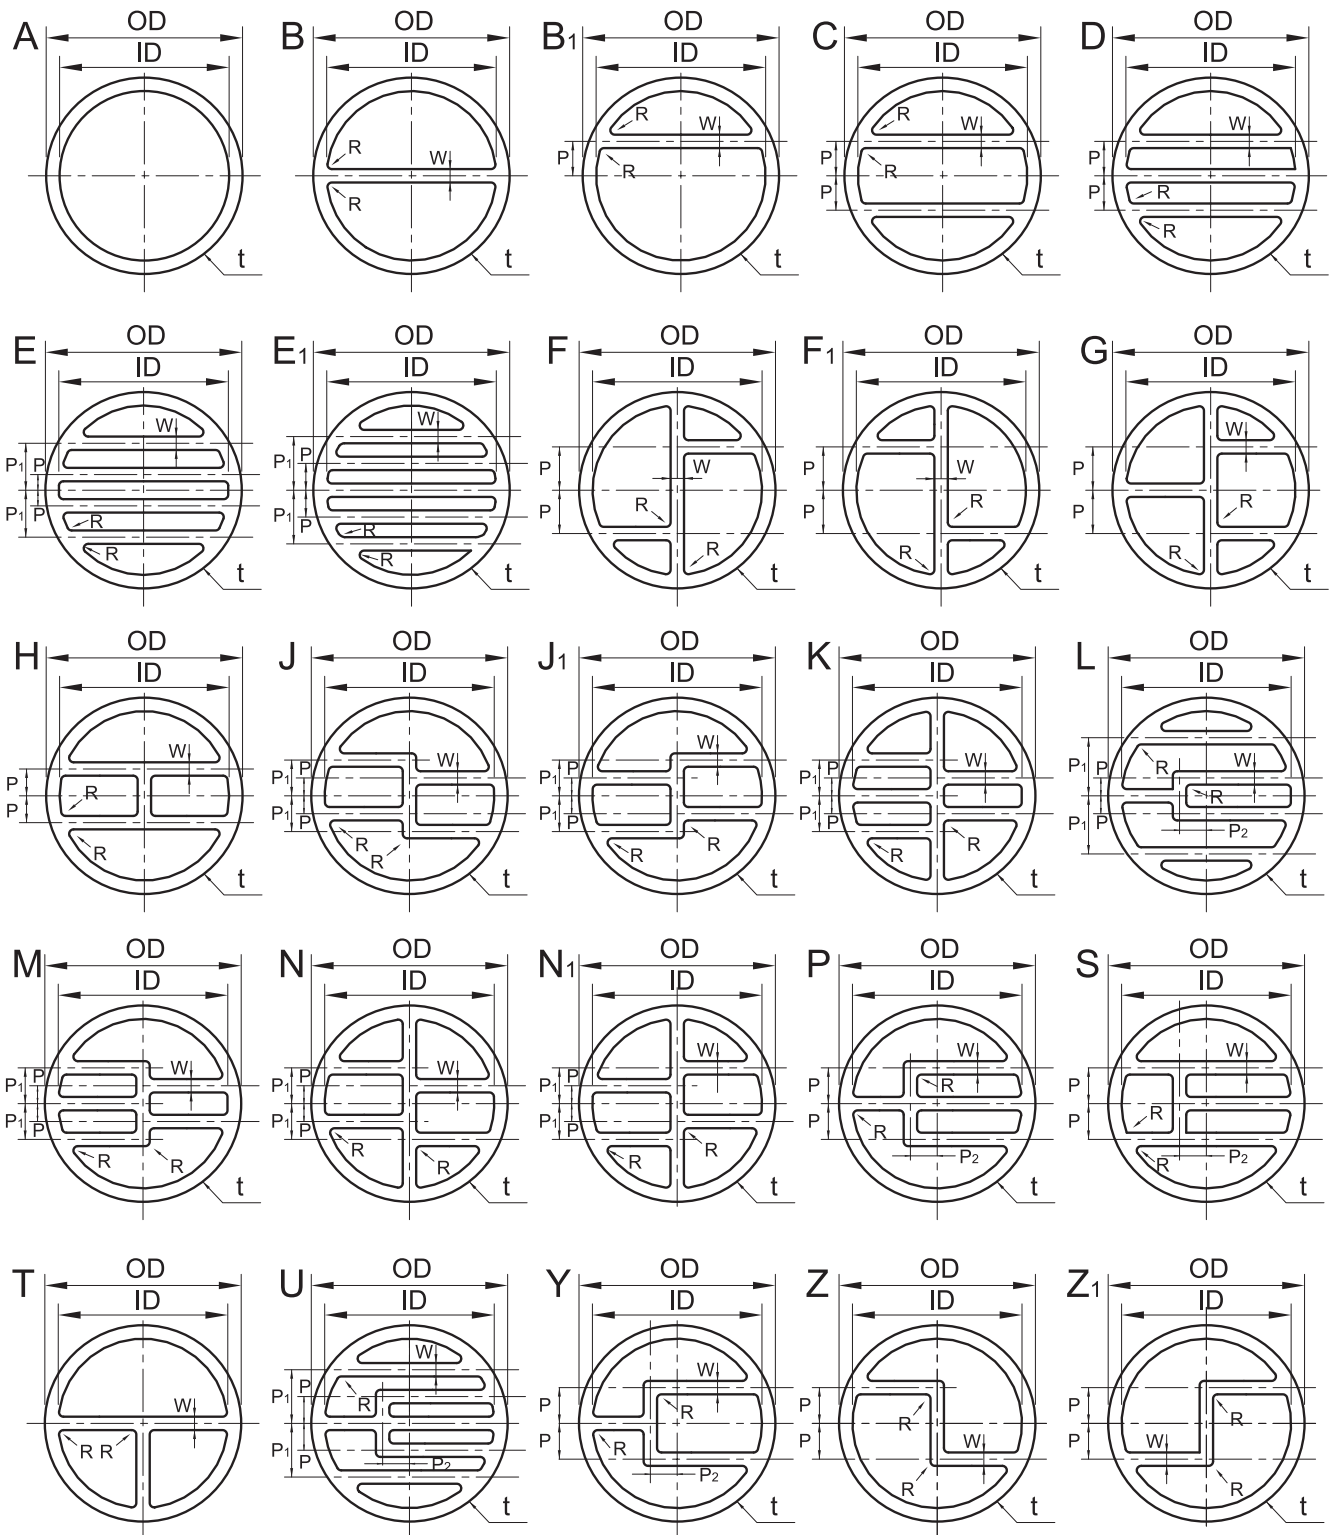 A OD ID t
B OD ID R W R t
B1 OD ID R W P R t
C OD ID R W P R P t
D OD ID W P P R R t
E OD ID W P1 P P1 P R R t
E1 OD ID W P1 P P1 P R R t
F OD ID P W P R R t
F1 OD ID P W P R R t
G OD ID W P P R R t
H OD ID W P R P R t
J OD ID W P1 P P1 P R R t
J1 OD ID W P1 P P1 P R R t
K OD ID W P1 P P1 P R R t
L OD ID R W P1 P R P1 P P2 t
M OD ID W P1 P P1 P R R t
N OD ID W P1 P P1 P R R t
N1 OD ID W P1 P P1 P R R t
P OD ID W P R P R P2 t
S OD ID W P P R R P2 t
T OD ID W R R t
U OD ID W P1 P R P1 P P2 t
Y OD ID W P R P R P2 t
Z OD ID P R P W R t
Z1 OD ID P R P W R t